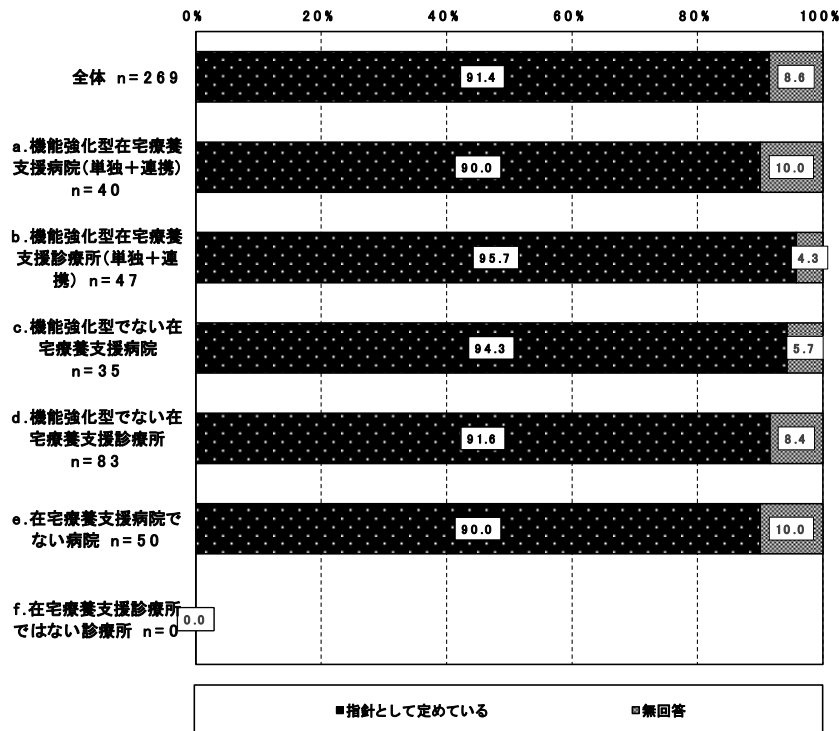 0% 20% 40% 60% 80% 100%
全体 n=269
91.4 8.6
a.機能強化型在宅療養
支援病院(単独+連携)
n=40
90.0 10.0
b.機能強化型在宅療養
支援診療所(単独+連
携) n=47
95.7 4.3
c.機能強化型でない在
宅療養支援病院
n=35
94.3 5.7
d.機能強化型でない在
宅療養支援診療所
n=83
91.6 8.4
e.在宅療養支援病院で
ない病院 n=50
90.0 10.0
f.在宅療養支援診療所
ではない診療所 n=0
0.0
指針として定めている 無回答